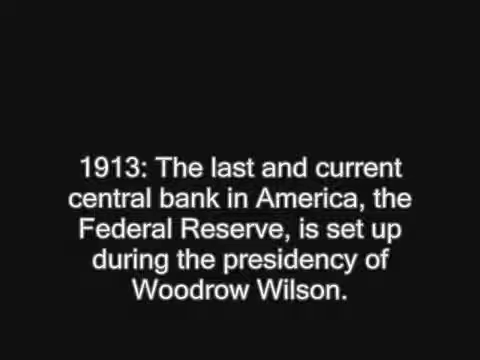 1913: The last and current
central bank in America, the
Federal Reserve, is set up
during the presidency of
Woodrow Wilson.